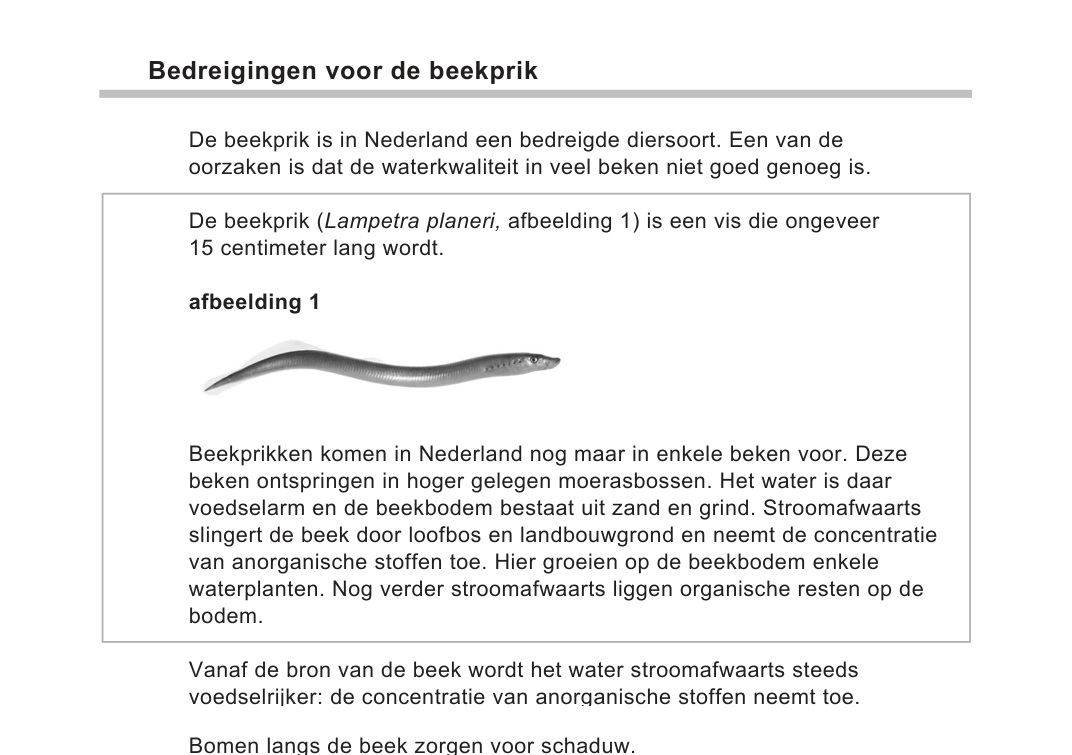 Bedreigingen voor de beekprik
De beekprik is in Nederland een bedreigde diersoort. Een van de
oorzaken is dat de waterkwaliteit in veel beken niet goed genoeg is.
De beekprik (Lampetra planeri, afbeelding 1) is een vis die ongeveer
15 centimeter lang wordt.
afbeelding 1
Beekprikken komen in Nederland nog maar in enkele beken voor. Deze
beken ontspringen in hoger gelegen moerasbossen. Het water is daar
voedselarm en de beekbodem bestaat uit zand en grind. Stroomafwaarts
slingert de beek door loofbos en landbouwgrond en neemt de concentratie
van anorganische stoffen toe. Hier groeien op de beekbodem enkele
waterplanten. Nog verder stroomafwaarts liggen organische resten op de
bodem.
Vanaf de bron van de beek wordt het water stroomafwaarts steeds
voedselrijker: de concentratie van anorganische stoffen neemt toe.
Bomen langs de beek zorgen voor schaduw.